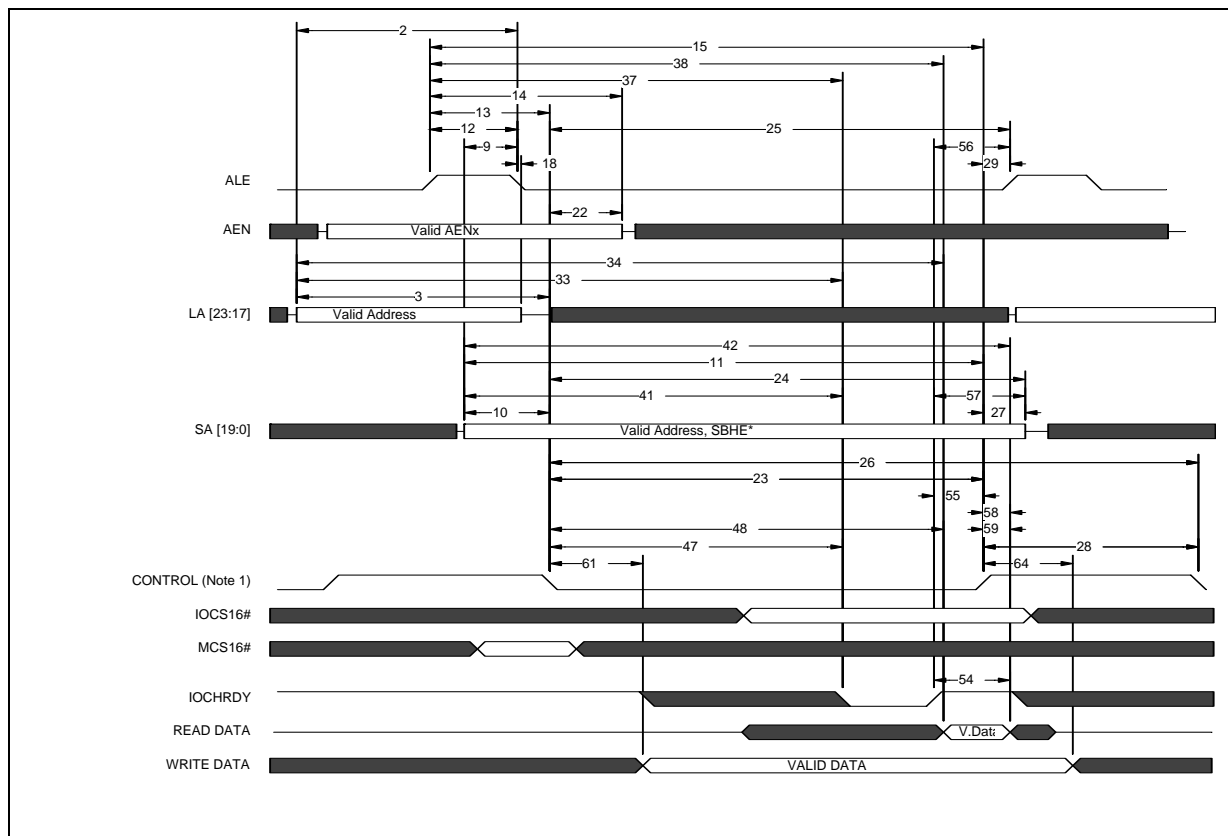 2
15
38
37
14
13
12
25
9
56
18
29
ALE
22
AEN
Valid AENx
34
33
3
LA [23:17]
Valid Address
42
11
24
41
57
10
27
SA [19:0]
Valid Address, SBHE*
26
23
55
58
48
59
47
28
61
64
CONTROL (Note 1)
IOCS16#
MCS16#
54
IOCHRDY
READ DATA
V.Data
WRITE DATA
VALID DATA